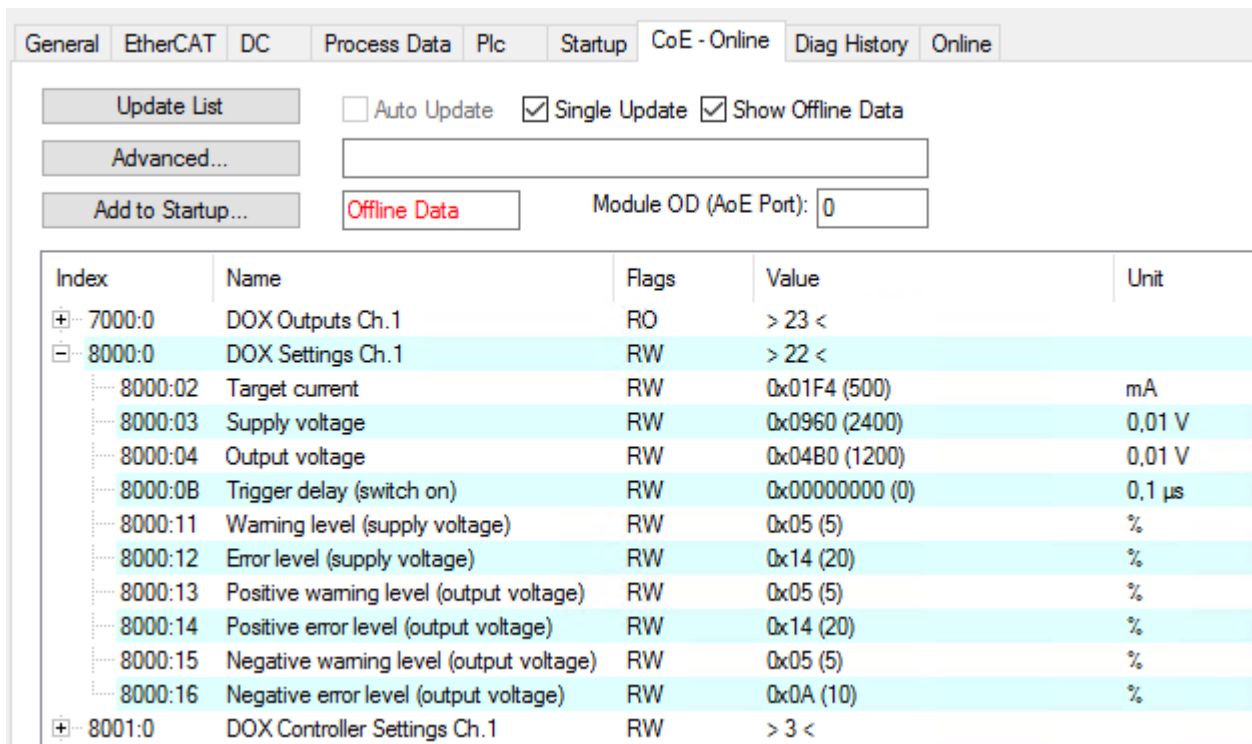 General EtherCAT DC Process Data Plc Startup CoE - Online Diag History Online
Update List Auto Update Single Update Show Offline Data
Advanced...
Add to Startup... Offline Data Module OD (AoE Port): 0
Index Name Flags Value Unit
7000:0 DOX Outputs Ch.1 RO > 23 <
8000:0 DOX Settings Ch.1 RW > 22 <
8000:02 Target current RW 0x01F4 (500) mA
8000:03 Supply voltage RW 0x0960 (2400) 0,01 V
8000:04 Output voltage RW 0x04B0 (1200) 0,01 V
8000:0B Trigger delay (switch on) RW 0x00000000 (0) 0,1 µs
8000:11 Warning level (supply voltage) RW 0x05 (5) %
8000:12 Error level (supply voltage) RW 0x14 (20) %
8000:13 Positive warning level (output voltage) RW 0x05 (5) %
8000:14 Positive error level (output voltage) RW 0x14 (20) %
8000:15 Negative warning level (output voltage) RW 0x05 (5) %
8000:16 Negative error level (output voltage) RW 0x0A (10) %
8001:0 DOX Controller Settings Ch.1 RW > 3 <